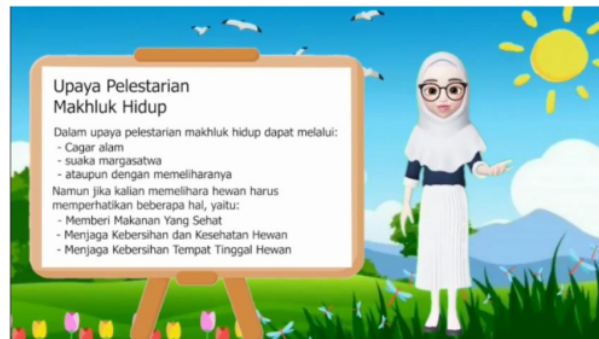 Upaya Pelestarian
Makhluk Hidup
Dalam upaya pelestarian makhluk hidup dapat melalui:
- Cagar alam
- suaka margasatwa
- ataupun dengan memeliharanya
Namun jika kalian memelihara hewan harus
memperhatikan beberapa hal, yaitu:
- Memberi Makanan Yang Sehat
- Menjaga Kebersihan dan Kesehatan Hewan
- Menjaga Kebersihan Tempat Tinggal Hewan